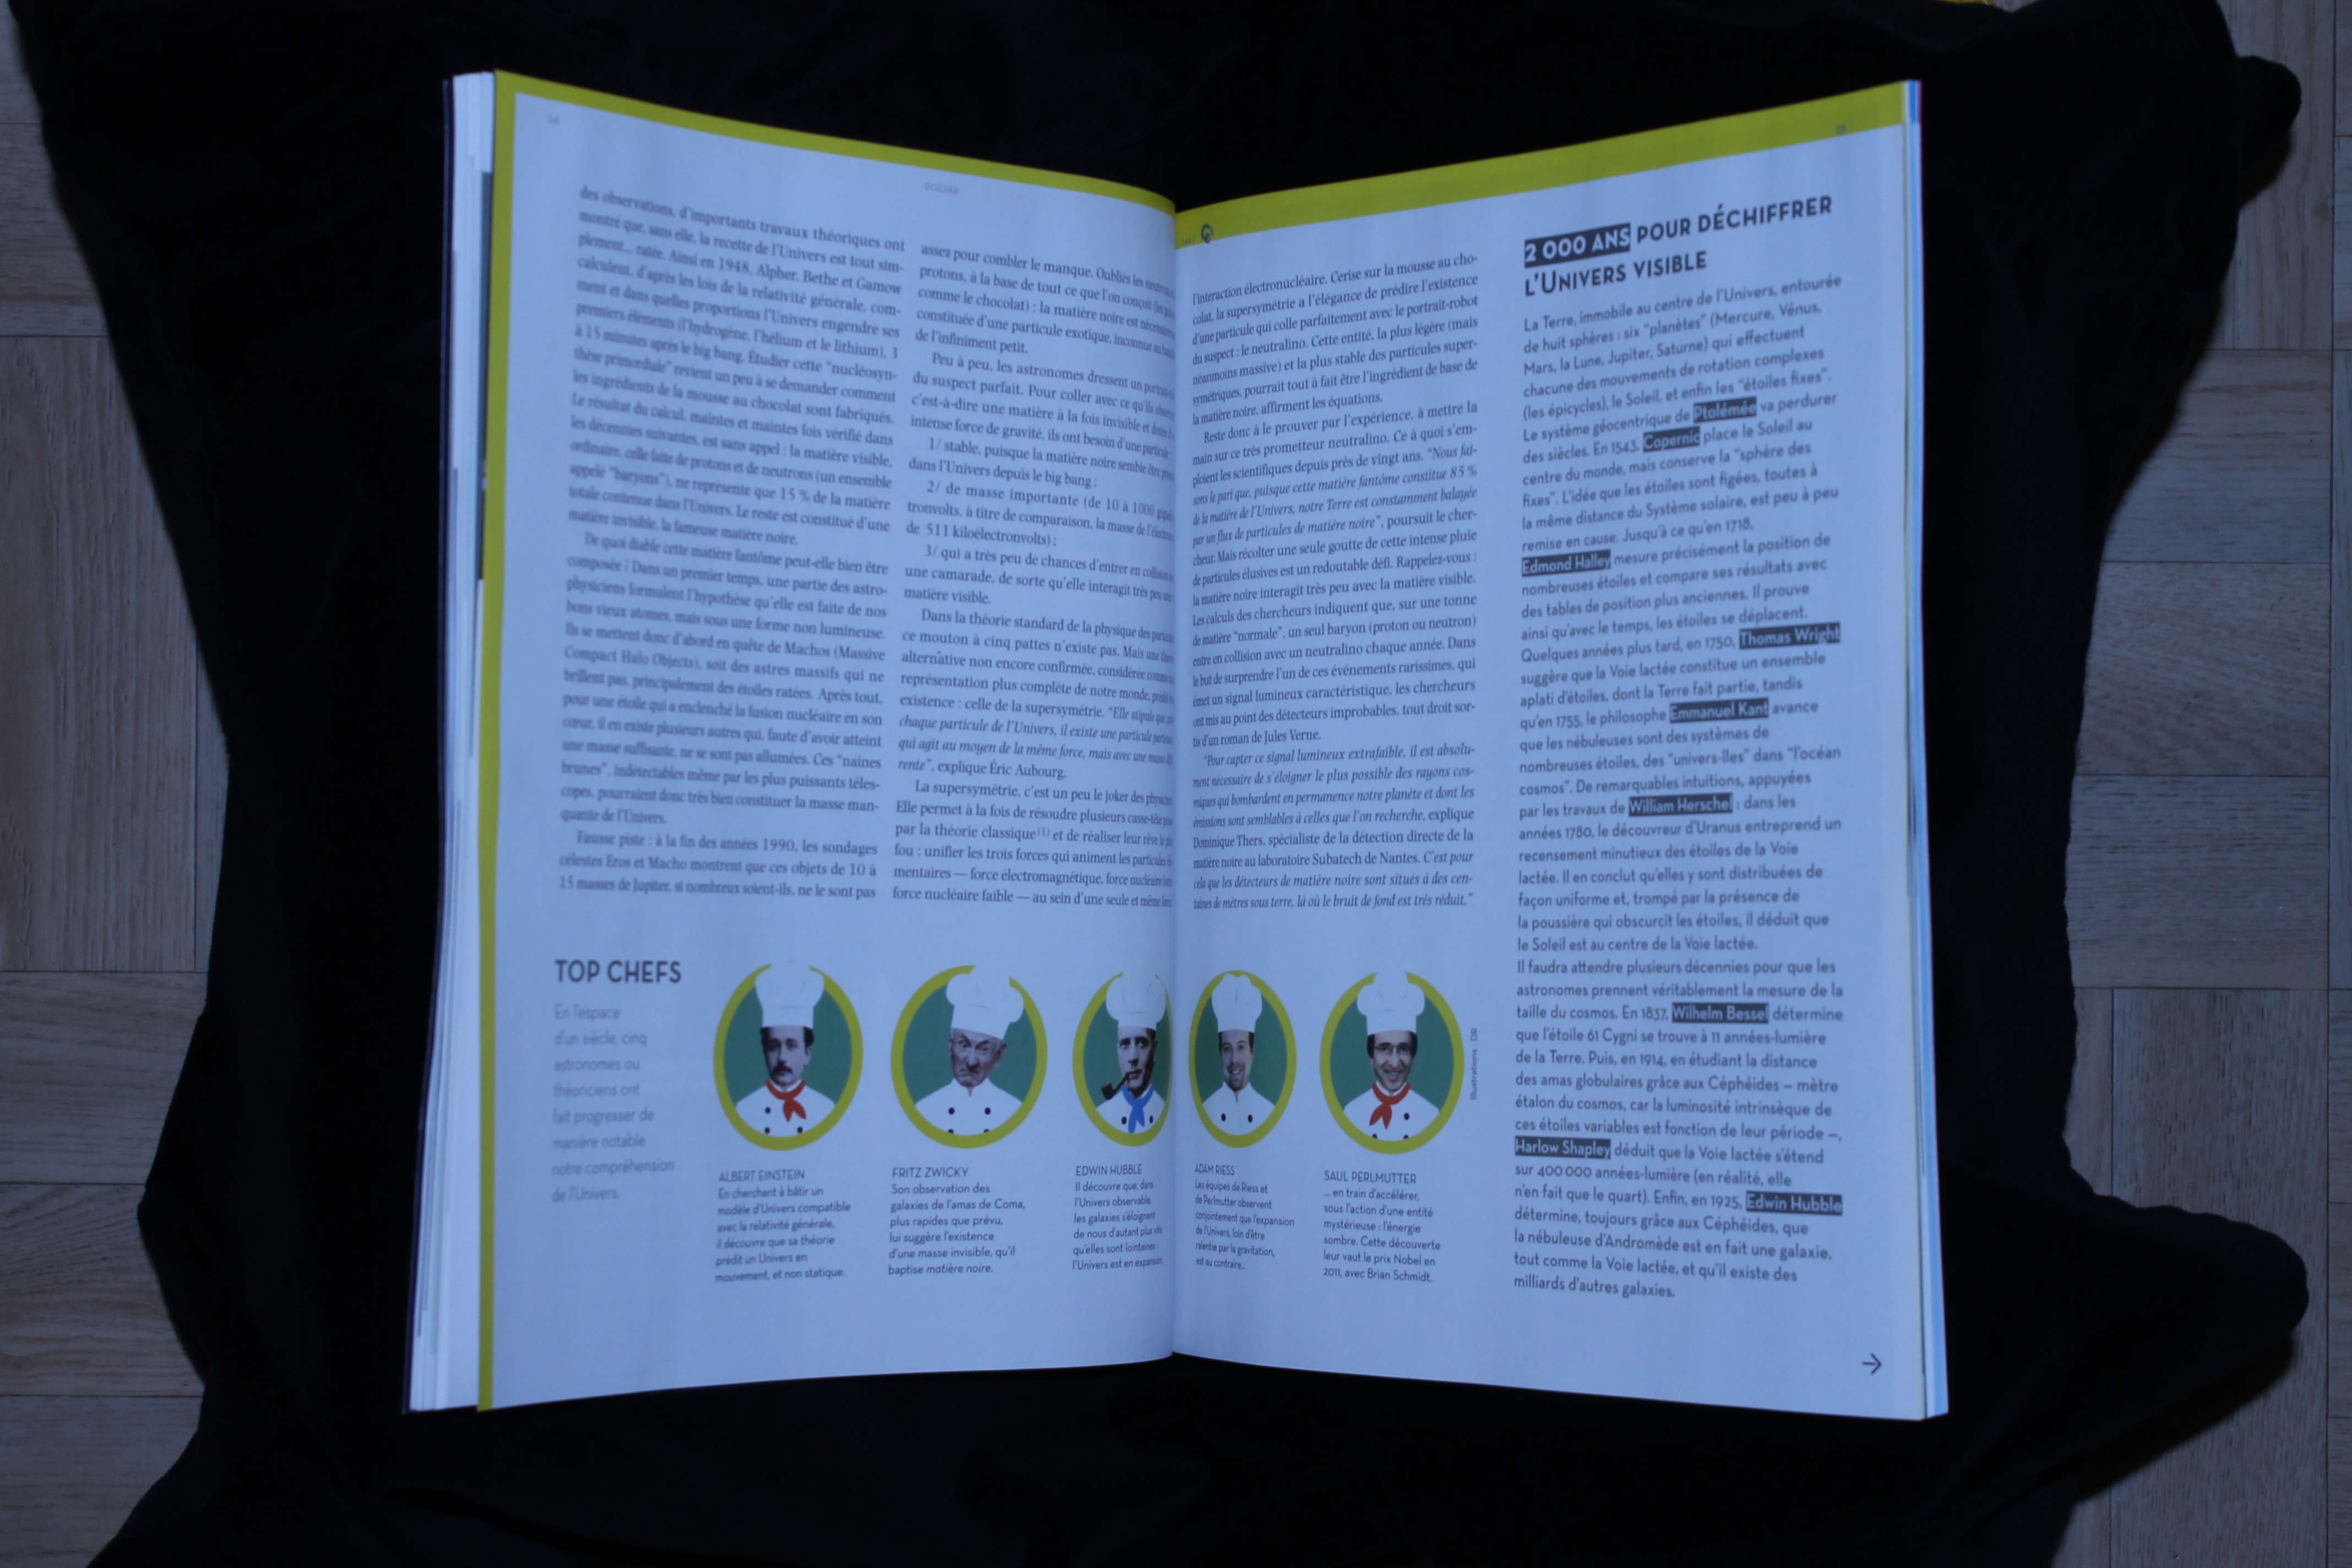 DOSSIER
des observations, d'importants travaux théoriques ont
montré que, sans elle, la recette de l'Univers est tout sim-
plement... ratée. Ainsi en 1948, Alpher, Bethe et Gamow
calculent, d'après les lois de la relativité générale, com-
ment et dans quelles proportions l'Univers engendre ses
premiers éléments (l'hydrogène, l'hélium et le lithium), 3
à 15 minutes après le big bang. Étudier cette "nucléosyn-
thèse primordiale" revient un peu à se demander comment
les ingrédients de la mousse au chocolat sont fabriqués.
Le résultat du calcul, maintes et maintes fois vérifié dans
les décennies suivantes, est sans appel : la matière visible,
ordinaire, celle faite de protons et de neutrons (un ensemble
appelé "baryons"), ne représente que 15 % de la matière
totale contenue dans l'Univers. Le reste est constitué d'une
matière invisible, la fameuse matière noire.
De quoi diable cette matière fantôme peut-elle bien être
composée ? Dans un premier temps, une partie des astro-
physiciens formulent l'hypothèse qu'elle est faite de nos
bons vieux atomes, mais sous une forme non lumineuse.
Ils se mettent donc d'abord en quête de Machos (Massive
Compact Halo Objects), soit des astres massifs qui ne
brillent pas, principalement des étoiles ratées. Après tout,
pour une étoile qui a enclenché la fusion nucléaire en son
cœur, il en existe plusieurs autres qui, faute d'avoir atteint
une masse suffisante, ne se sont pas allumées. Ces "naines
brunes", indétectables même par les plus puissants téles-
copes, pourraient donc très bien constituer la masse man-
quante de l'Univers.
Fausse piste : à la fin des années 1990, les sondages
célestes Eros et Macho montrent que ces objets de 10 à
15 masses de Jupiter, si nombreux soient-ils, ne le sont pas
assez pour combler le manque. Oubliés les
protons, à la base de tout ce que l'on conçoit
comme le chocolat) : la matière noire est
constituée d'une particule exotique, inconnue
de l'infiniment petit.
Peu à peu, les astronomes dressent un
du suspect parfait. Pour coller avec ce qu'ils
c'est-à-dire une matière à la fois invisible et
intense force de gravité, ils ont besoin d'une particule
1/ stable, puisque la matière noire semble être
dans l'Univers depuis le big bang ;
2/ de masse importante (de 10 à 1000
tronvolts, à titre de comparaison, la masse de
de 511 kiloélectronvolts) ;
3/ qui a très peu de chances d'entrer en
une camarade, de sorte qu'elle interagit très peu
matière visible.
Dans la théorie standard de la physique des
ce mouton à cinq pattes n'existe pas. Mais une
alternative non encore confirmée, considérée
représentation plus complète de notre monde,
existence : celle de la supersymétrie. "Elle stipule
chaque particule de l'Univers, il existe une particule
qui agit au moyen de la même force, mais avec une masse
rente", explique Éric Aubourg.
La supersymétrie, c'est un peu le joker des
Elle permet à la fois de résoudre plusieurs
par la théorie classique(1) et de réaliser leur rêve le
fou : unifier les trois forces qui animent les
mentaires — force électromagnétique, force nucléaire
force nucléaire faible — au sein d'une seule et même
l'interaction électronucléaire. Cerise sur la mousse au cho-
colat, la supersymétrie a l'élégance de prédire l'existence
d'une particule qui colle parfaitement avec le portrait-robot
du suspect : le neutralino. Cette entité, la plus légère (mais
néanmoins massive) et la plus stable des particules super-
symétriques, pourrait tout à fait être l'ingrédient de base de
la matière noire, affirment les équations.
Reste donc à le prouver par l'expérience, à mettre la
main sur ce très prometteur neutralino. Ce à quoi s'em-
ploient les scientifiques depuis près de vingt ans. "Nous fai-
sons le pari que, puisque cette matière fantôme constitue 85 %
de la matière de l'Univers, notre Terre est constamment balayée
par un flux de particules de matière noire", poursuit le cher-
cheur. Mais récolter une seule goutte de cette intense pluie
de particules élusives est un redoutable défi. Rappelez-vous :
la matière noire interagit très peu avec la matière visible.
Les calculs des chercheurs indiquent que, sur une tonne
de matière "normale", un seul baryon (proton ou neutron)
entre en collision avec un neutralino chaque année. Dans
le but de surprendre l'un de ces événements rarissimes, qui
émet un signal lumineux caractéristique, les chercheurs
ont mis au point des détecteurs improbables, tout droit sor-
tis d'un roman de Jules Verne.
"Pour capter ce signal lumineux extrafaible, il est absolu-
ment nécessaire de s'éloigner le plus possible des rayons cos-
miques qui bombardent en permanence notre planète et dont les
émissions sont semblables à celles que l'on recherche, explique
Dominique Thers, spécialiste de la détection directe de la
matière noire au laboratoire Subatech de Nantes. C'est pour
cela que les détecteurs de matière noire sont situés à des cen-
taines de mètres sous terre, là où le bruit de fond est très réduit."
2 000 ANS POUR DÉCHIFFRER
L'UNIVERS VISIBLE
La Terre, immobile au centre de l'Univers, entourée
de huit sphères : six "planètes" (Mercure, Vénus,
Mars, la Lune, Jupiter, Saturne) qui effectuent
chacune des mouvements de rotation complexes
(les épicycles), le Soleil, et enfin les "étoiles fixes".
Le système géocentrique de Ptolémée va perdurer
des siècles. En 1543, Copernic place le Soleil au
centre du monde, mais conserve la "sphère des
fixes". L'idée que les étoiles sont figées, toutes à
la même distance du Système solaire, est peu à peu
remise en cause. Jusqu'à ce qu'en 1718,
Edmond Halley mesure précisément la position de
nombreuses étoiles et compare ses résultats avec
des tables de position plus anciennes. Il prouve
ainsi qu'avec le temps, les étoiles se déplacent.
Quelques années plus tard, en 1750, Thomas Wright
suggère que la Voie lactée constitue un ensemble
aplati d'étoiles, dont la Terre fait partie, tandis
qu'en 1755, le philosophe Emmanuel Kant avance
que les nébuleuses sont des systèmes de
nombreuses étoiles, des "univers-îles" dans "l'océan
cosmos". De remarquables intuitions, appuyées
par les travaux de William Herschel : dans les
années 1780, le découvreur d'Uranus entreprend un
recensement minutieux des étoiles de la Voie
lactée. Il en conclut qu'elles y sont distribuées de
façon uniforme et, trompé par la présence de
la poussière qui obscurcit les étoiles, il déduit que
le Soleil est au centre de la Voie lactée.
Il faudra attendre plusieurs décennies pour que les
astronomes prennent véritablement la mesure de la
taille du cosmos. En 1837, Wilhelm Bessel détermine
que l'étoile 61 Cygni se trouve à 11 années-lumière
de la Terre. Puis, en 1914, en étudiant la distance
des amas globulaires grâce aux Céphéides – mètre
étalon du cosmos, car la luminosité intrinsèque de
ces étoiles variables est fonction de leur période –,
Harlow Shapley déduit que la Voie lactée s'étend
sur 400 000 années-lumière (en réalité, elle
n'en fait que le quart). Enfin, en 1925, Edwin Hubble
détermine, toujours grâce aux Céphéides, que
la nébuleuse d'Andromède est en fait une galaxie,
tout comme la Voie lactée, et qu'il existe des
milliards d'autres galaxies.
TOP CHEFS
En l'espace
d'un siècle, cinq
astronomes ou
théoriciens ont
fait progresser de
manière notable
notre compréhension
de l'Univers.
ALBERT EINSTEIN
En cherchant à bâtir un
modèle d'Univers compatible
avec la relativité générale,
il découvre que sa théorie
prédit un Univers en
mouvement, et non statique.
FRITZ ZWICKY
Son observation des
galaxies de l'amas de Coma,
plus rapides que prévu,
lui suggère l'existence
d'une masse invisible, qu'il
baptise matière noire.
EDWIN HUBBLE
Il découvre que, dans
l'Univers observable,
les galaxies s'éloignent
de nous d'autant plus vite
qu'elles sont lointaines :
l'Univers est en expansion.
ADAM RIESS
Les équipes de Riess et
de Perlmutter observent
conjointement que l'expansion
de l'Univers, loin d'être
ralentie par la gravitation,
est au contraire...
SAUL PERLMUTTER
... en train d'accélérer,
sous l'action d'une entité
mystérieuse : l'énergie
sombre. Cette découverte
leur vaut le prix Nobel en
2011, avec Brian Schmidt.
Illustrations : DB